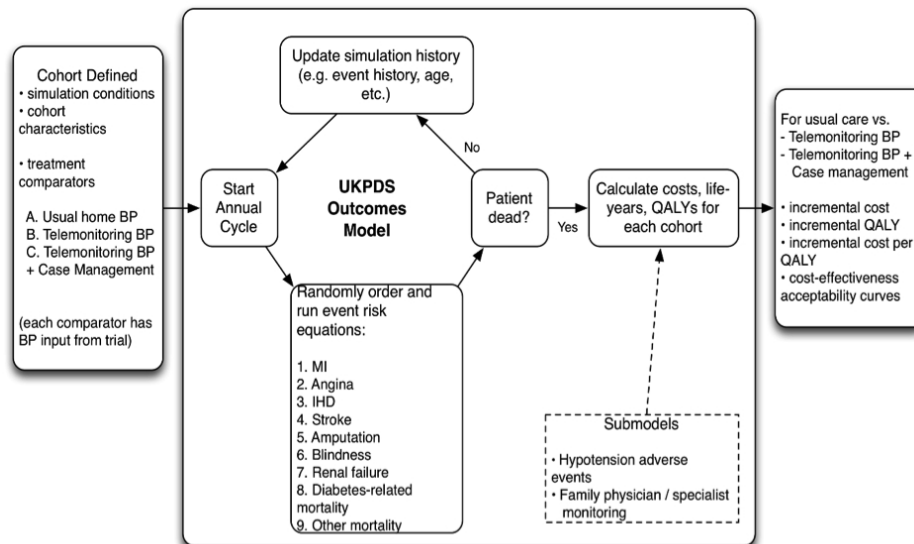 Cohort Defined
• simulation conditions
• cohort
characteristics
• treatment
comparators
A. Usual home BP
B. Telemonitoring BP
C. Telemonitoring BP
+ Case Management
(each comparator has
BP input from trial)
Update simulation history
(e.g. event history, age,
etc.)
Start
Annual
Cycle
UKPDS
Outcomes
Model
No
Patient
dead?
Yes
Randomly order and
run event risk
equations:
1. MI
2. Angina
3. IHD
4. Stroke
5. Amputation
6. Blindness
7. Renal failure
8. Diabetes-related
mortality
9. Other mortality
Calculate costs, life-
years, QALYs for
each cohort
Submodels
• Hypotension adverse
events
• Family physician / specialist
monitoring
For usual care vs.
- Telemonitoring BP
- Telemonitoring BP +
Case management
• incremental cost
• incremental QALY
• incremental cost per
QALY
• cost-effectiveness
acceptability curves